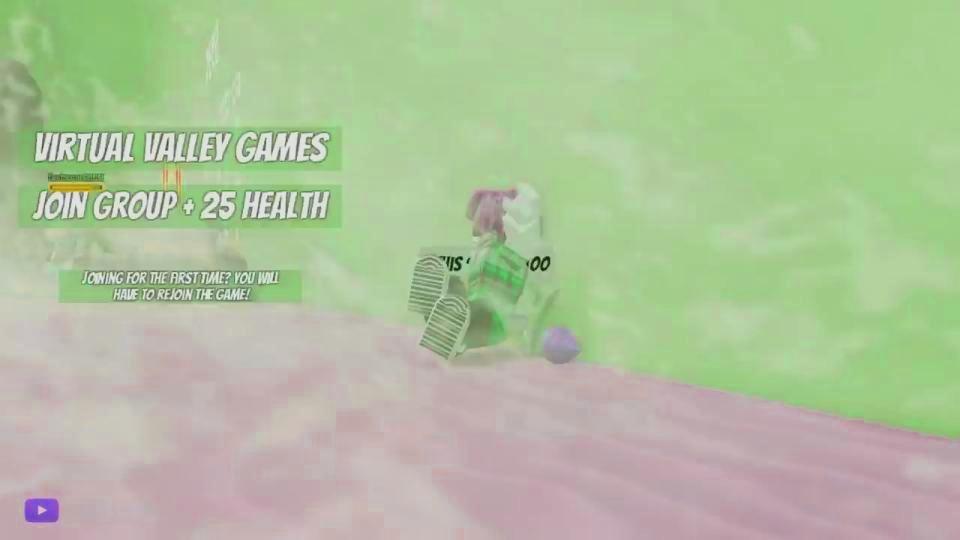 VIRTUAL VALLEY GAMES
JOIN GROUP + 25 HEALTH
JOINING FOR THE FIRST TIME? YOU WILL
HAVE TO REJOIN THE GAME!